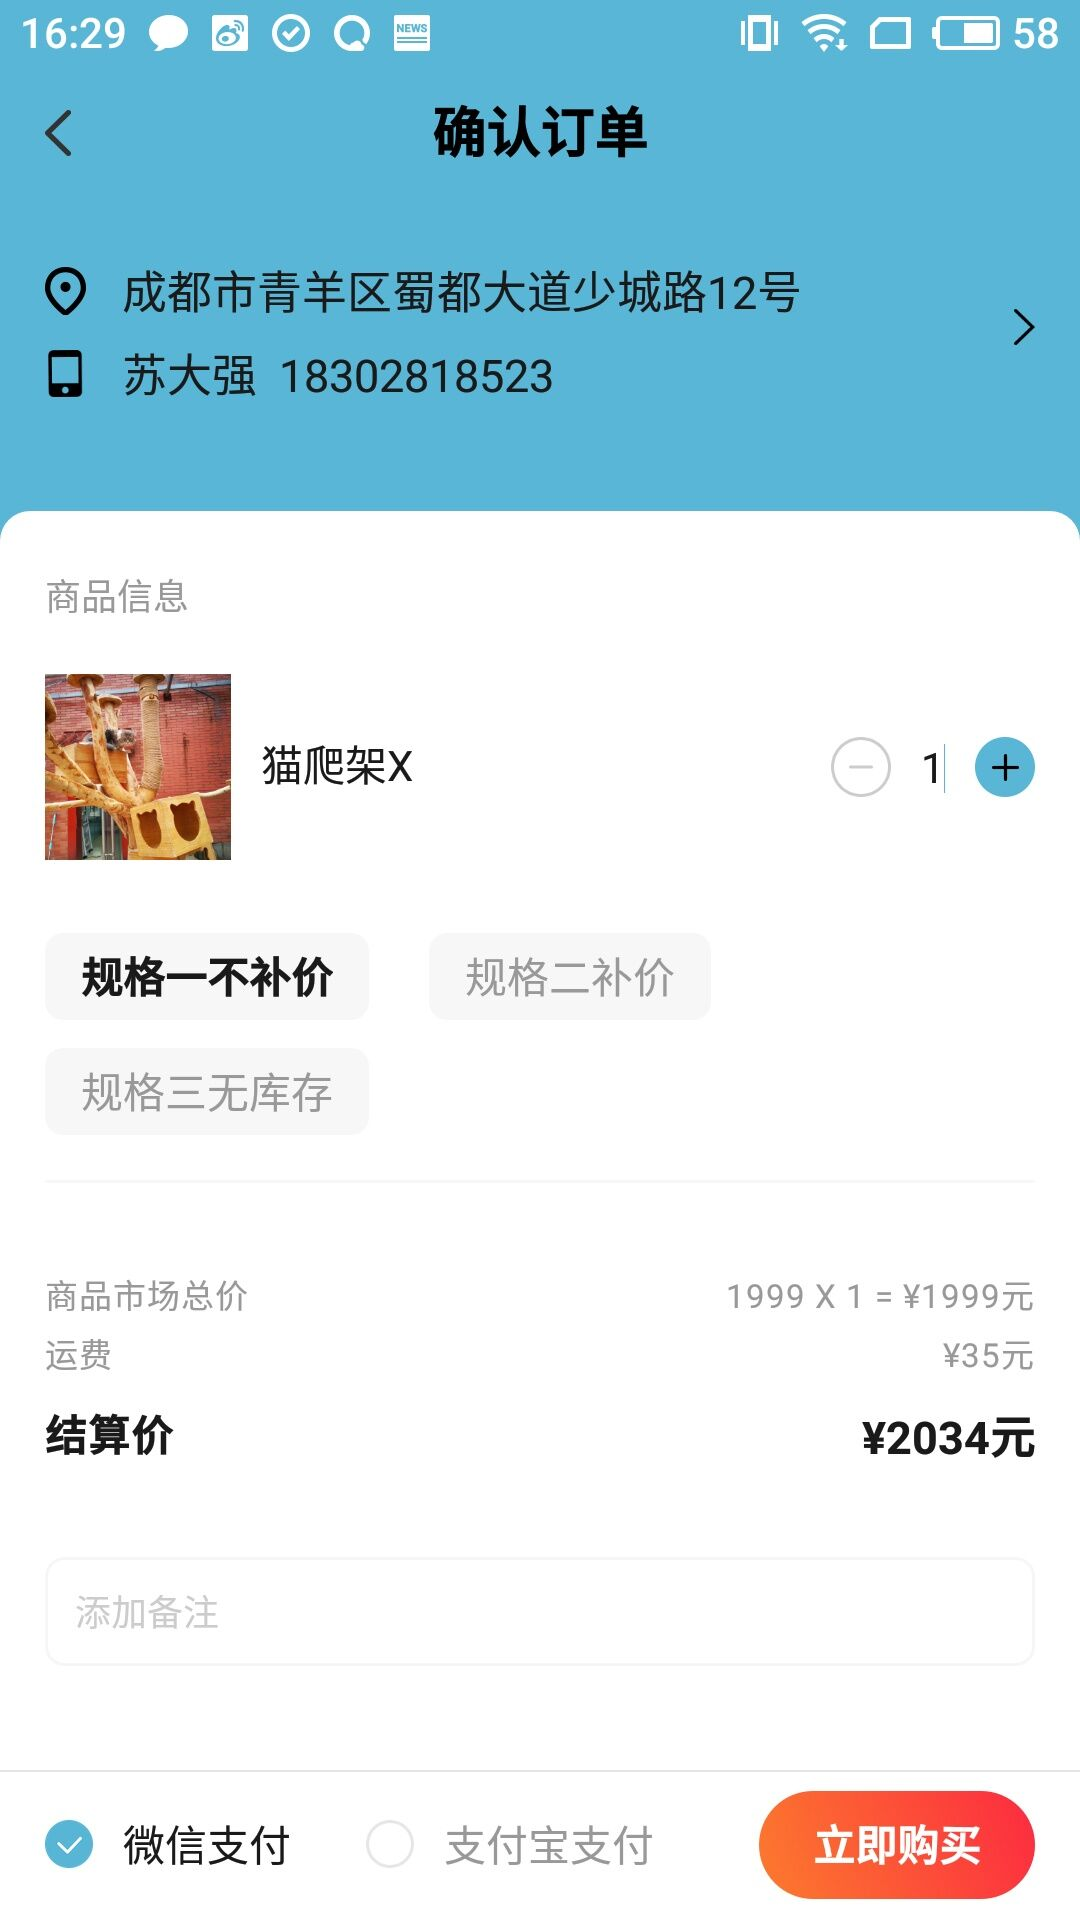 16:29 NEWS 58
确认订单
成都市青羊区蜀都大道少城路12号
苏大强 18302818523
商品信息
猫爬架X 1
规格一不补价 规格二补价
规格三无库存
商品市场总价 1999 X 1 = ¥1999元
运费 ¥35元
结算价 ¥2034元
添加备注
微信支付 支付宝支付 立即购买